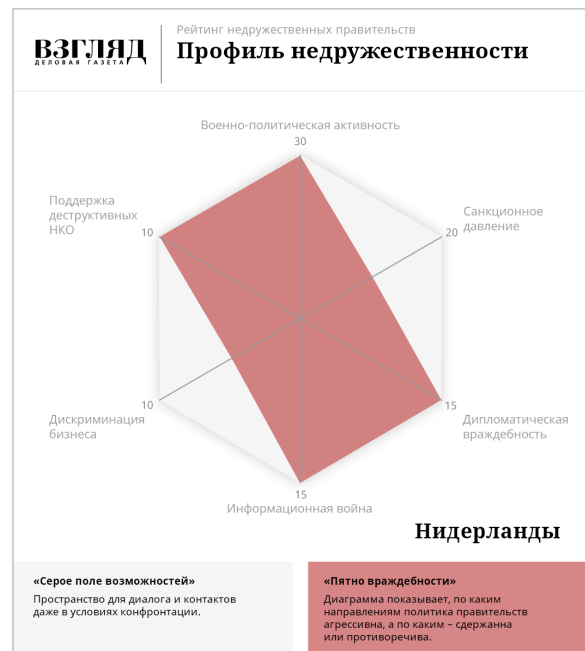 ВЗГЛЯД
ДЕЛОВАЯ ГАЗЕТА
Рейтинг недружественных правительств
Профиль недружественности
Военно-политическая активность
30
Поддержка
деструктивных
НКО
10
Санкционное
давление
20
Дискриминация
бизнеса
10
Дипломатическая
враждебность
15
15
Информационная война
Нидерланды
«Серое поле возможностей»
Пространство для диалога и контактов
даже в условиях конфронтации.
«Пятно враждебности»
Диаграмма показывает, по каким
направлениям политика правительств
агрессивна, а по каким – сдержанна
или противоречива.